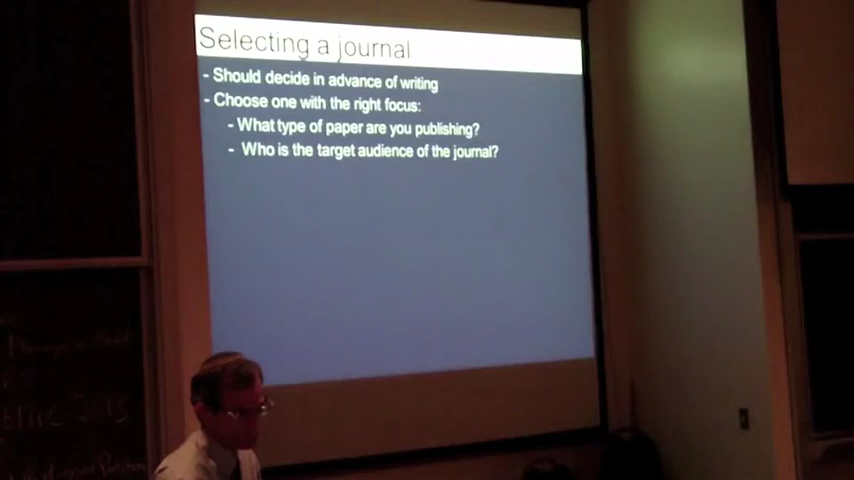 Selecting a journal
- Should decide in advance of writing
- Choose one with the right focus:
- What type of paper are you publishing?
- Who is the target audience of the journal?